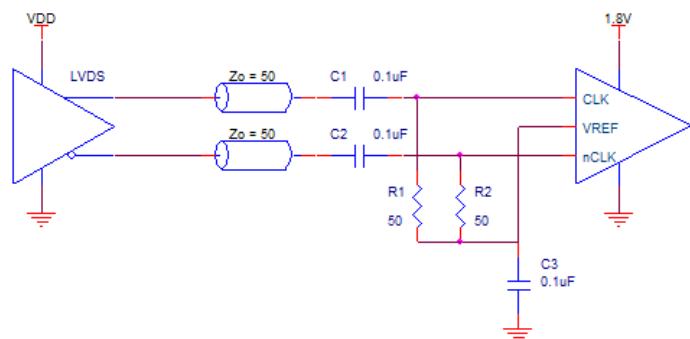 VDD
1.8V
LVDS
Zo = 50
C1
0.1uF
CLK
VREF
Zo = 50
C2
0.1uF
nCLK
R1
50
R2
50
C3
0.1uF